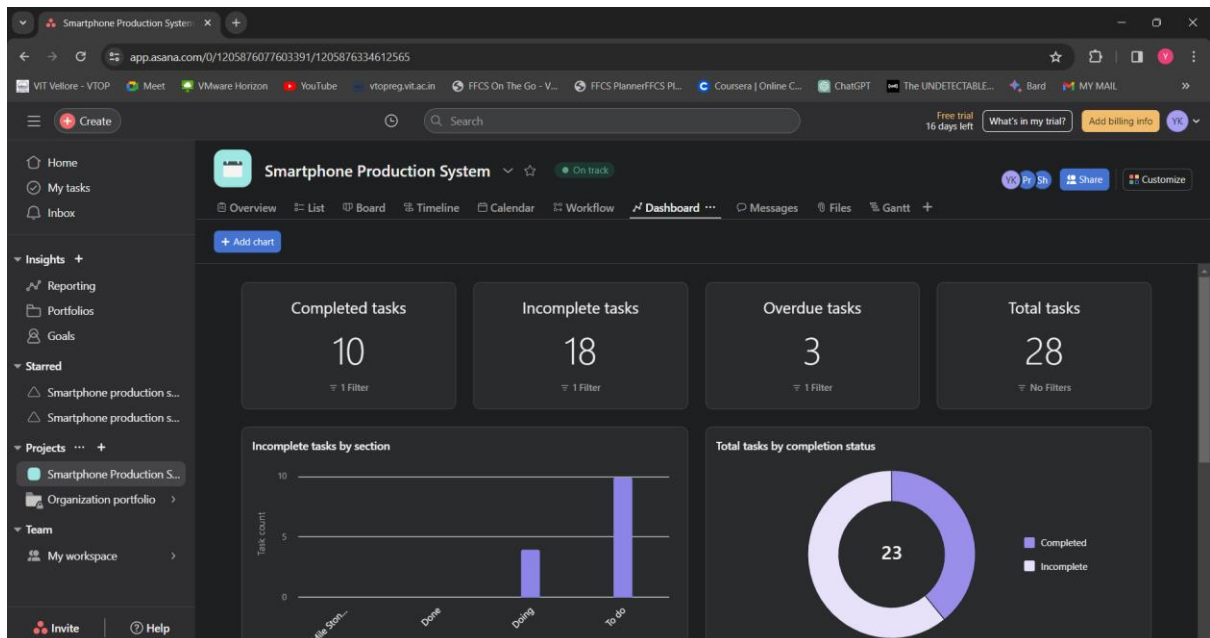 Smartphone Production System
app.asana.com/0/1205876077603391/1205876334612565
VIT Vellore - VTOP
Meet
VMware Horizon
YouTube
vtopreg.vit.ac.in
FFCS On The Go - V...
FFCS PlannerFFCS Pl...
Coursera | Online C...
ChatGPT
The UNDETECTABLE...
Bard
MY MAIL
Create
Search
Free trial
16 days left
What's in my trial?
Add billing info
YK
Home
My tasks
Inbox
Insights
Reporting
Portfolios
Goals
Starred
Smartphone production s...
Smartphone production s...
Projects
Smartphone Production S...
Organization portfolio
Team
My workspace
Invite
Help
Smartphone Production System
On track
YK
Pr
Sh
Share
Customize
Overview
List
Board
Timeline
Calendar
Workflow
Dashboard
Messages
Files
Gantt
+ Add chart
Completed tasks
10
1 Filter
Incomplete tasks
18
1 Filter
Overdue tasks
3
1 Filter
Total tasks
28
No Filters
Incomplete tasks by section
Task count
10
5
0
Done
Doing
To do
Total tasks by completion status
23
Completed
Incomplete
Y